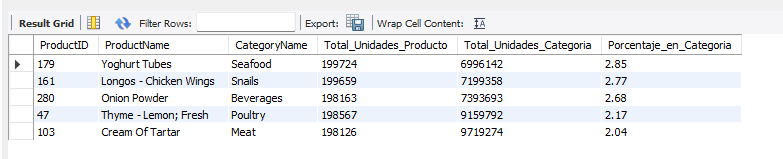 Result Grid Filter Rows: Export: Wrap Cell Content:
ProductID ProductName CategoryName Total_Unidades_Producto Total_Unidades_Categoria Porcentaje_en_Categoria
179 Yoghurt Tubes Seafood 199724 6996142 2.85
161 Longos - Chicken Wings Snails 199659 7199358 2.77
280 Onion Powder Beverages 198163 7393693 2.68
47 Thyme - Lemon; Fresh Poultry 198567 9159792 2.17
103 Cream Of Tartar Meat 198126 9719274 2.04